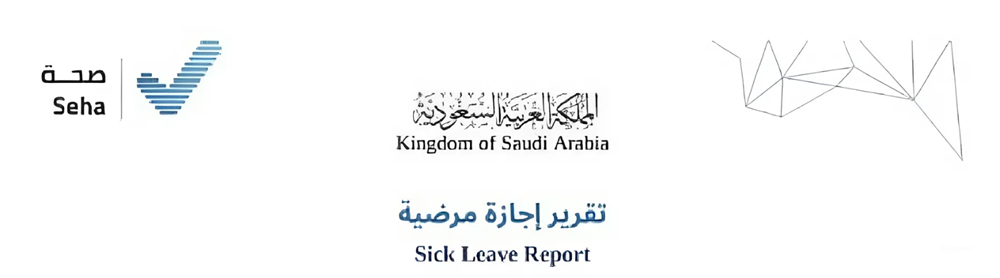 صحة
Seha
المملكة العربية السعودية
Kingdom of Saudi Arabia
تقرير إجازة مرضية
Sick Leave Report